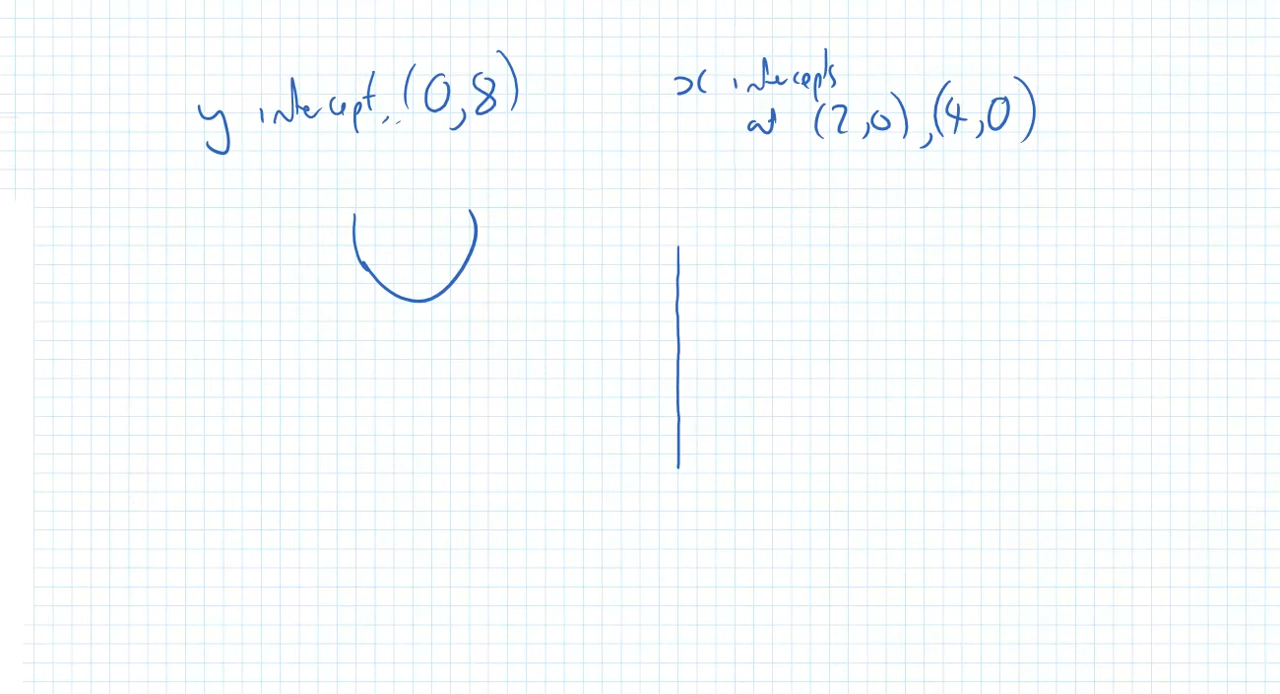 y intercept.. (0,8)
x intercepts
at (2,0), (4,0)